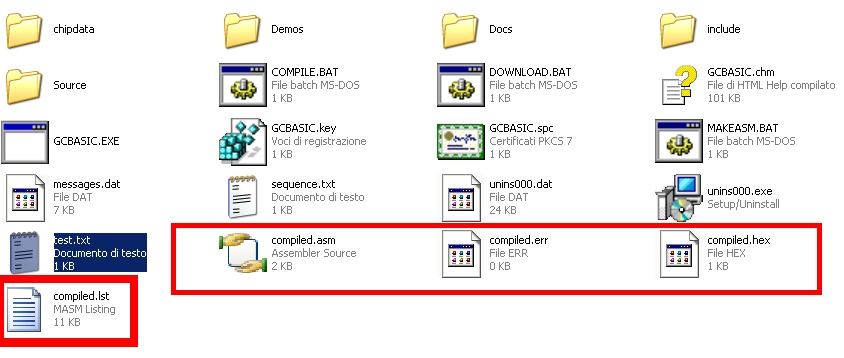 chipdata
Demos
Docs
include
Source
COMPILE.BAT
File batch MS-DOS
1 KB
DOWNLOAD.BAT
File batch MS-DOS
1 KB
GCBASIC.chm
File di HTML Help compilato
101 KB
GCBASIC.EXE
GCBASIC.key
Voci di registrazione
1 KB
GCBASIC.spc
Certificati PKCS 7
1 KB
MAKEASM.BAT
File batch MS-DOS
1 KB
messages.dat
File DAT
7 KB
sequence.txt
Documento di testo
1 KB
unins000.dat
File DAT
24 KB
unins000.exe
Setup/Uninstall
test.txt
Documento di testo
1 KB
compiled.asm
Assembler Source
2 KB
compiled.err
File ERR
0 KB
compiled.hex
File HEX
1 KB
compiled.lst
MASM Listing
11 KB